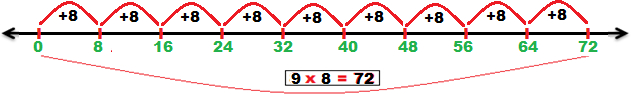 +8 +8 +8 +8 +8 +8 +8 +8 +8
0 8 16 24 32 40 48 56 64 72
9 x 8 = 72